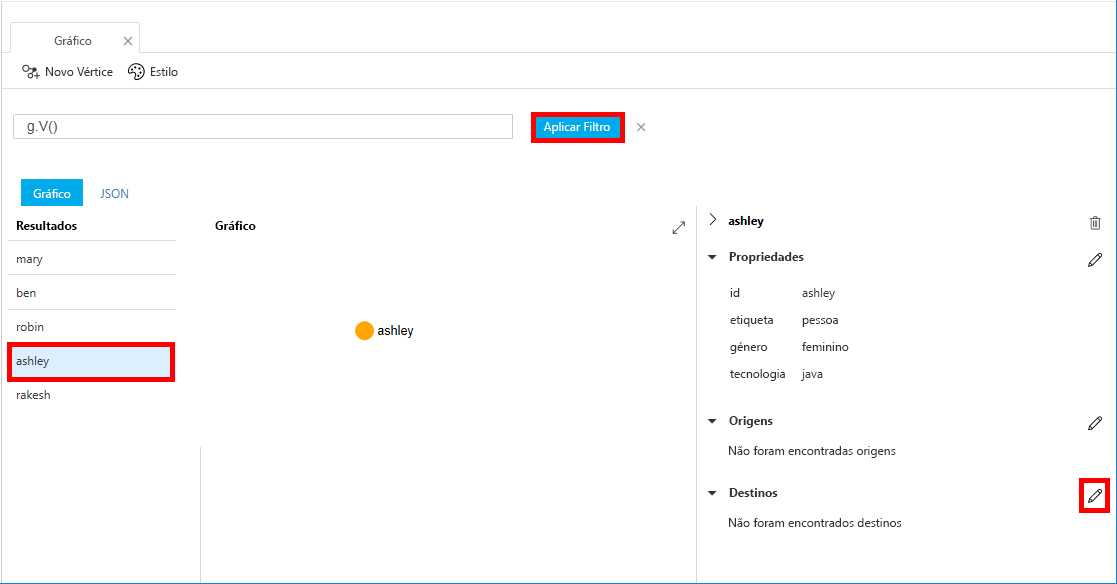 Gráfico
Novo Vértice Estilo
g.V()
Aplicar Filtro
Gráfico JSON
Resultados
mary
ben
robin
ashley
rakesh
Gráfico
ashley
ashley
Propriedades
id ashley
etiqueta pessoa
género feminino
tecnologia java
Origens
Não foram encontradas origens
Destinos
Não foram encontrados destinos